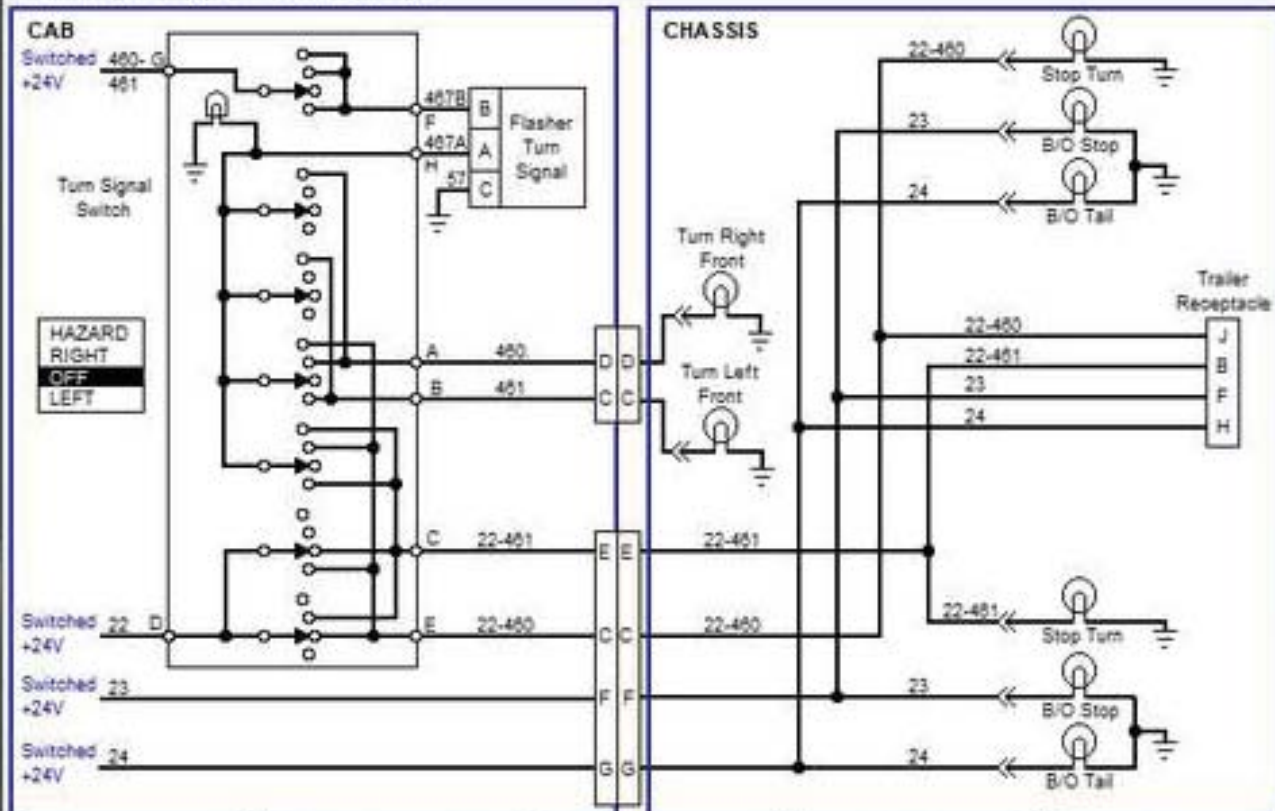 CAB
Switched
+24V
460- G
461
Turn Signal
Switch
HAZARD
RIGHT
OFF
LEFT
467B
F
467A
H
57
B
A
C
Flasher
Turn
Signal
A
460
B
461
C
22-461
E
22-460
Switched
+24V
22
D
Switched
+24V
23
Switched
+24V
24
D D
C C
E E
C C
F F
G G
CHASSIS
Turn Right
Front
Turn Left
Front
22-460
Stop Turn
23
B/O Stop
24
B/O Tail
Trailer
Receptacle
22-460
J
22-461
B
23
F
24
H
22-461
22-460
22-461
Stop Turn
23
B/O Stop
24
B/O Tail